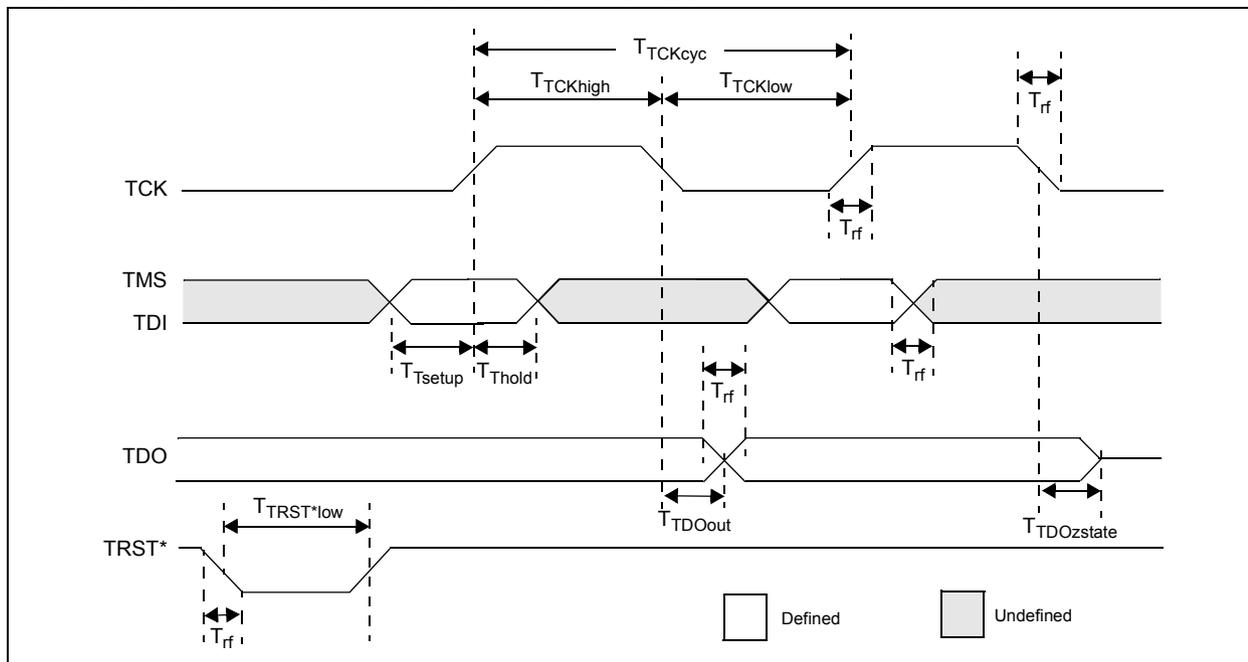 TTCKcyc
TTCKhigh
TTCKlow
Trf
TCK
Trf
TMS
TDI
TTsetup
TThold
Trf
Trf
TDO
TTDOout
TTDOzstate
TTRST*low
TRST*
Trf
Defined
Undefined